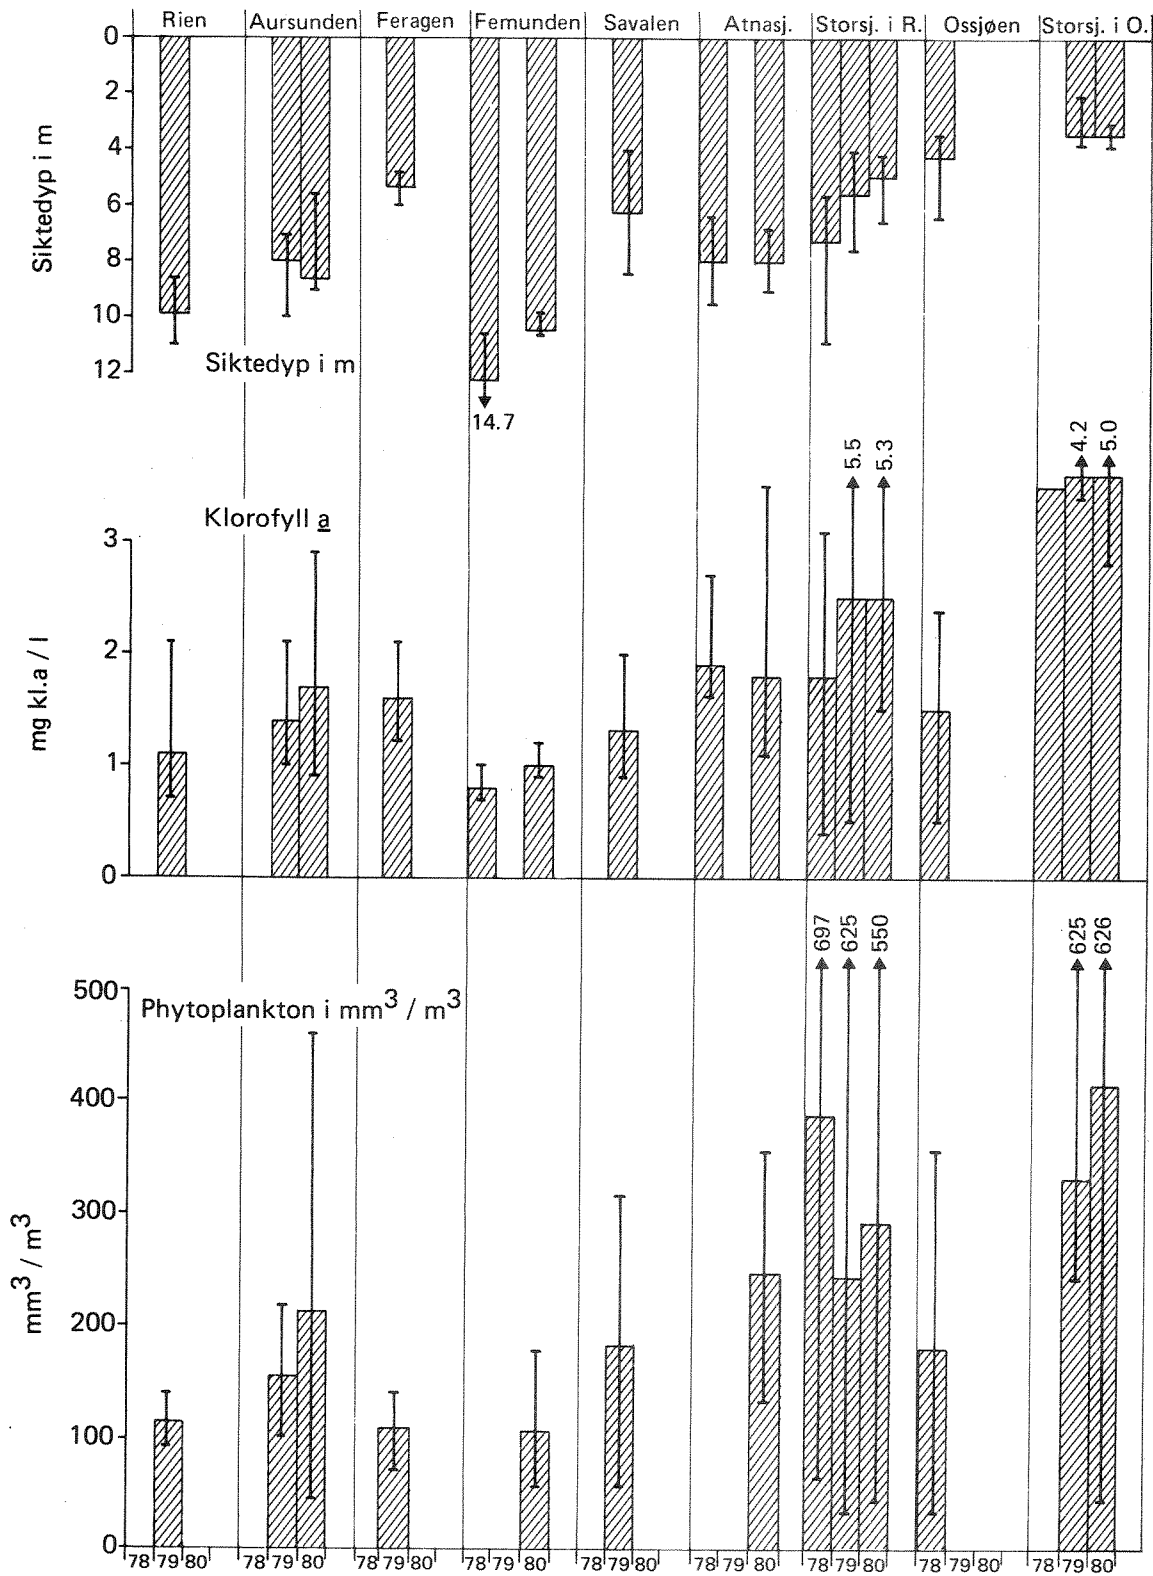 Rien Aursunden Feragen Femunden Savalen Atnasj. Storsj. i R. Ossjøen Storsj. i O.
0
2
4
6
8
10
12
Siktedyp i m
Siktedyp i m
14.7
Klorofyll a
5.5 5.3 4.2 5.0
3
2
1
0
mg kl.a / l
697 625 550 625 626
Phytoplankton i mm³ / m³
500
400
300
200
100
0
mm³ / m³
78 79 80 78 79 80 78 79 80 78 79 80 78 79 80 78 79 80 78 79 80 78 79 80 78 79 80